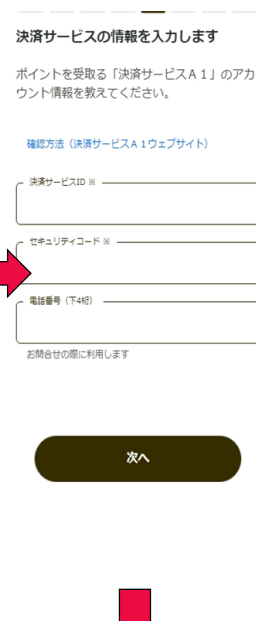 決済サービスの情報を入力します
ポイントを受取る「決済サービスA１」のアカ
ウント情報を教えてください。
確認方法（決済サービスA１ウェブサイト）
決済サービスID ※
セキュリティコード ※
電話番号（下4桁）
お問合せの際に利用します
次へ